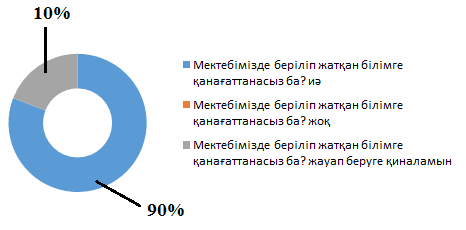 10%
Мектебімізде беріліп жатқан білімге
қанағаттанасыз ба? иә
Мектебімізде беріліп жатқан білімге
қанағаттанасыз ба? жоқ
Мектебімізде беріліп жатқан білімге
қанағаттанасыз ба? жауап беруге қиналамын
90%